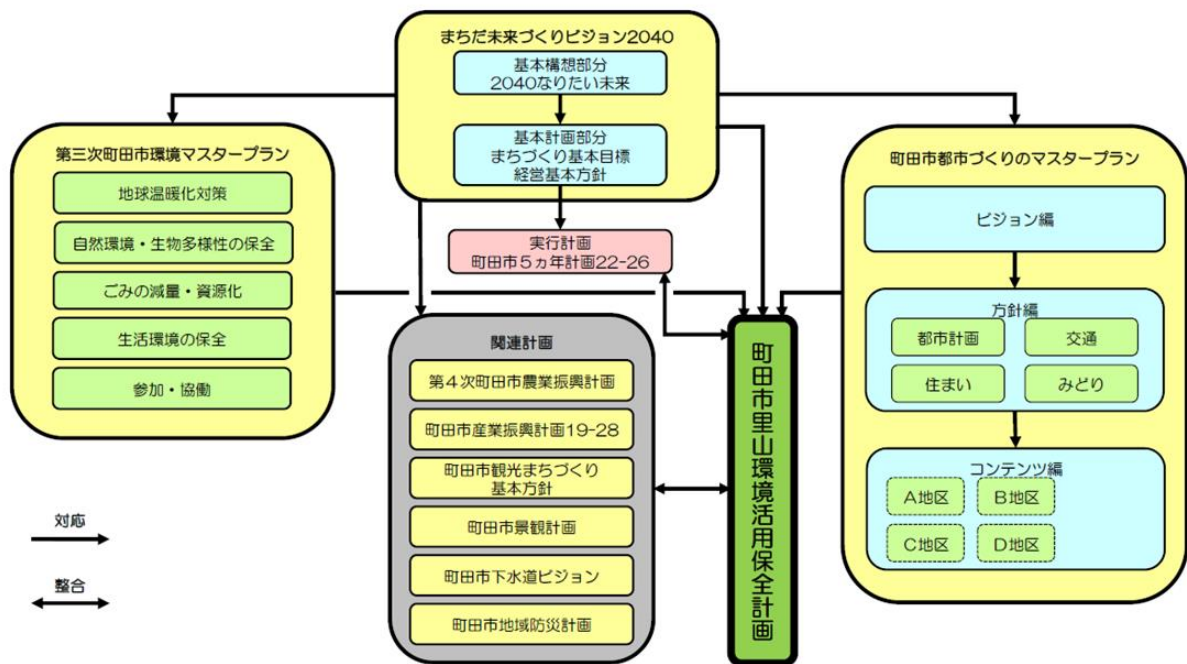 まちだ未来づくりビジョン2040
基本構想部分
2040なりたい未来
基本計画部分
まちづくり基本目標
経営基本方針
実行計画
町田市5ヵ年計画22-26
第三次町田市環境マスタープラン
地球温暖化対策
自然環境・生物多様性の保全
ごみの減量・資源化
生活環境の保全
参加・協働
関連計画
第4次町田市農業振興計画
町田市産業振興計画19-28
町田市観光まちづくり
基本方針
町田市景観計画
町田市下水道ビジョン
町田市地域防災計画
町田市里山環境活用保全計画
町田市都市づくりのマスタープラン
ビジョン編
方針編
都市計画
交通
住まい
みどり
コンテンツ編
A地区
B地区
C地区
D地区
対応
整合